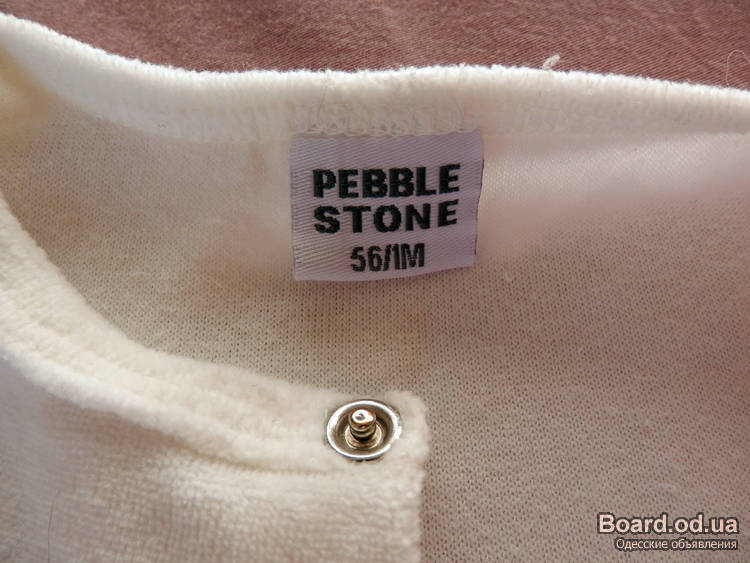 PEBBLE
STONE
56/1M
Board.od.ua
Одесские объявления